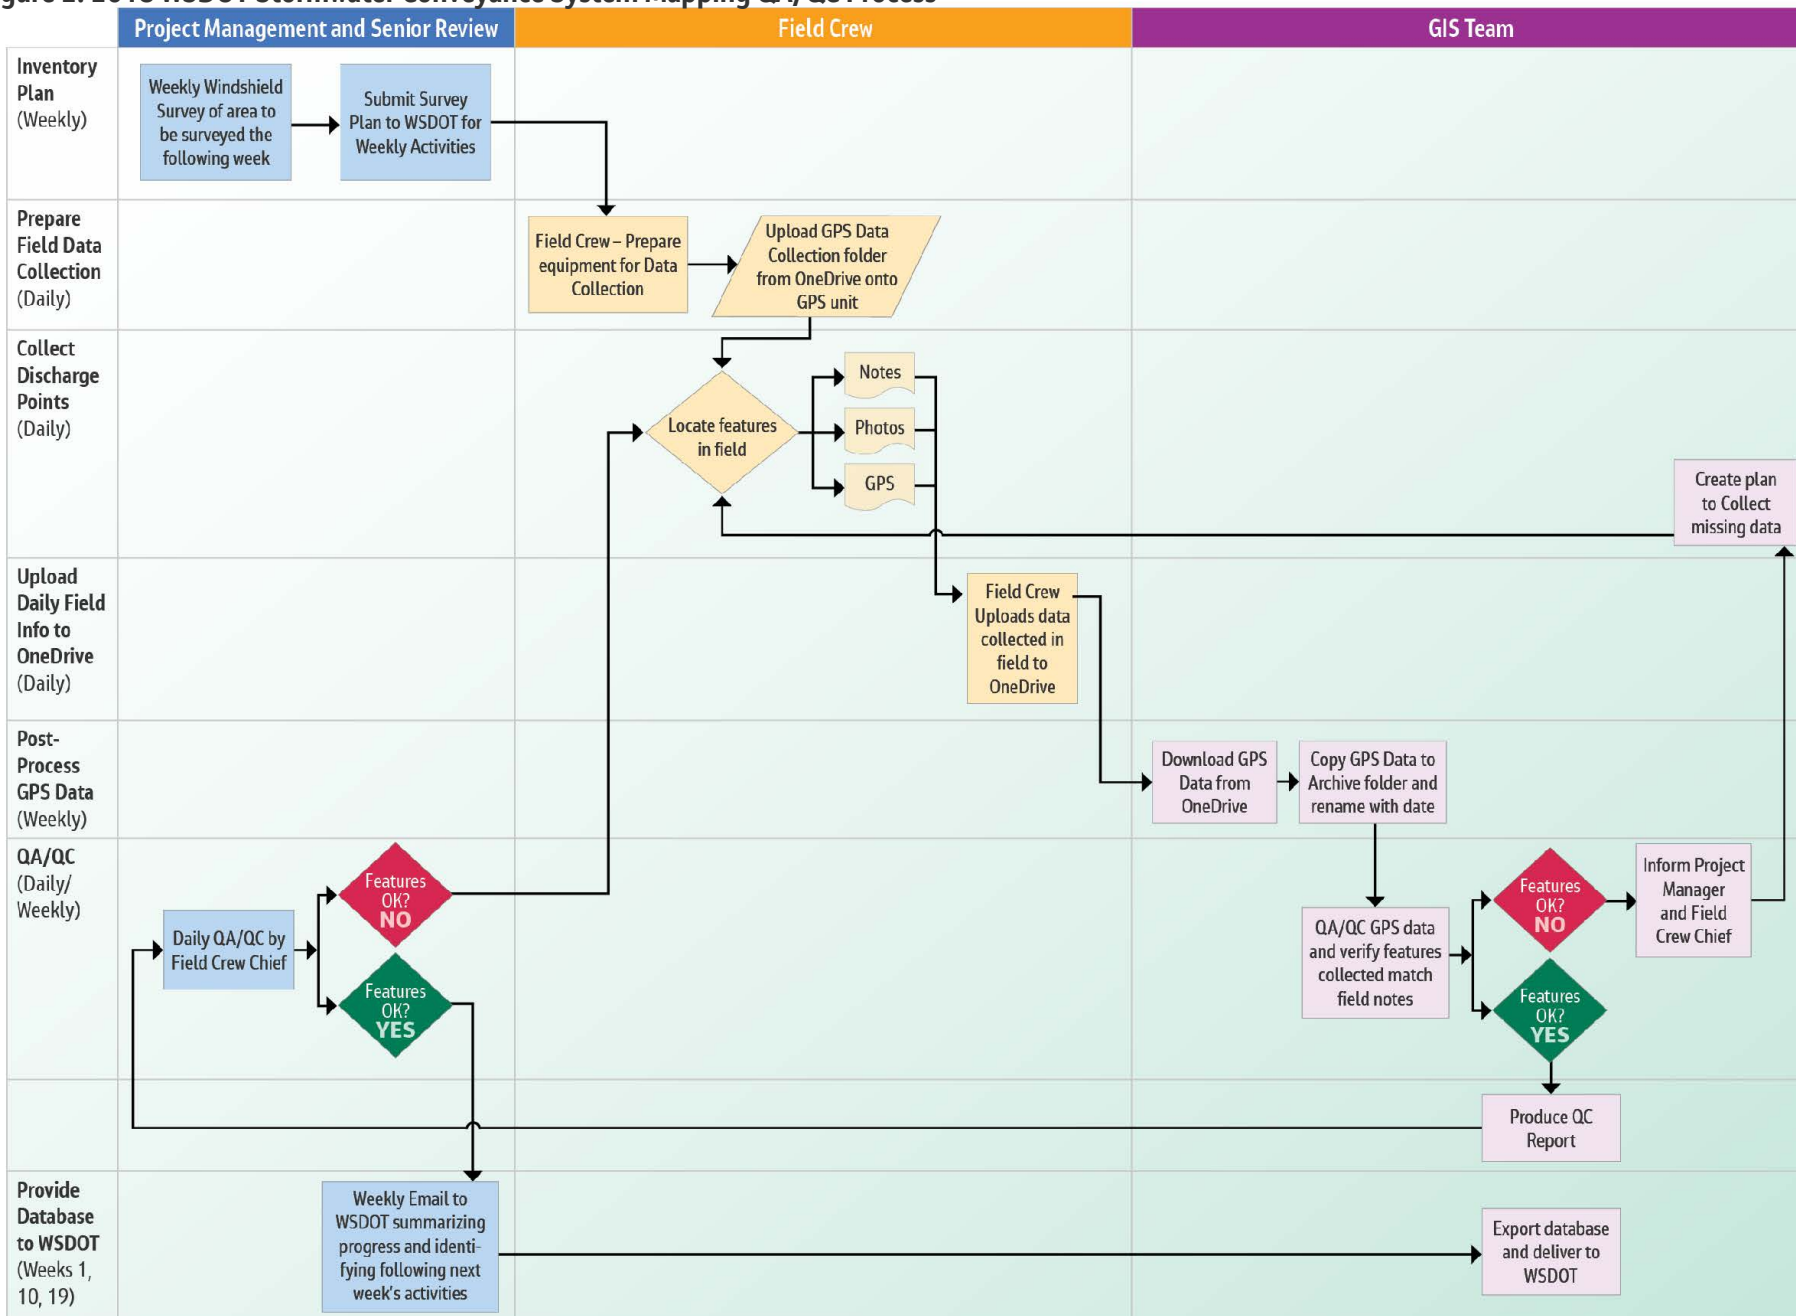 Project Management and Senior Review
Field Crew
GIS Team
Inventory
Plan
(Weekly)
Weekly Windshield
Survey of area to
be surveyed the
following week
Submit Survey
Plan to WSDOT for
Weekly Activities
Prepare
Field Data
Collection
(Daily)
Field Crew – Prepare
equipment for Data
Collection
Upload GPS Data
Collection folder
from OneDrive onto
GPS unit
Collect
Discharge
Points
(Daily)
Locate features
in field
Notes
Photos
GPS
Create plan
to Collect
missing data
Upload
Daily Field
Info to
OneDrive
(Daily)
Field Crew
Uploads data
collected in
field to
OneDrive
Post-
Process
GPS Data
(Weekly)
Download GPS
Data from
OneDrive
Copy GPS Data to
Archive folder and
rename with date
QA/QC
(Daily/
Weekly)
Daily QA/QC by
Field Crew Chief
Features
OK?
NO
Features
OK?
YES
QA/QC GPS data
and verify features
collected match
field notes
Features
OK?
NO
Features
OK?
YES
Inform Project
Manager
and Field
Crew Chief
Produce QC
Report
Provide
Database
to WSDOT
(Weeks 1,
10, 19)
Weekly Email to
WSDOT summarizing
progress and identi-
fying following next
week's activities
Export database
and deliver to
WSDOT